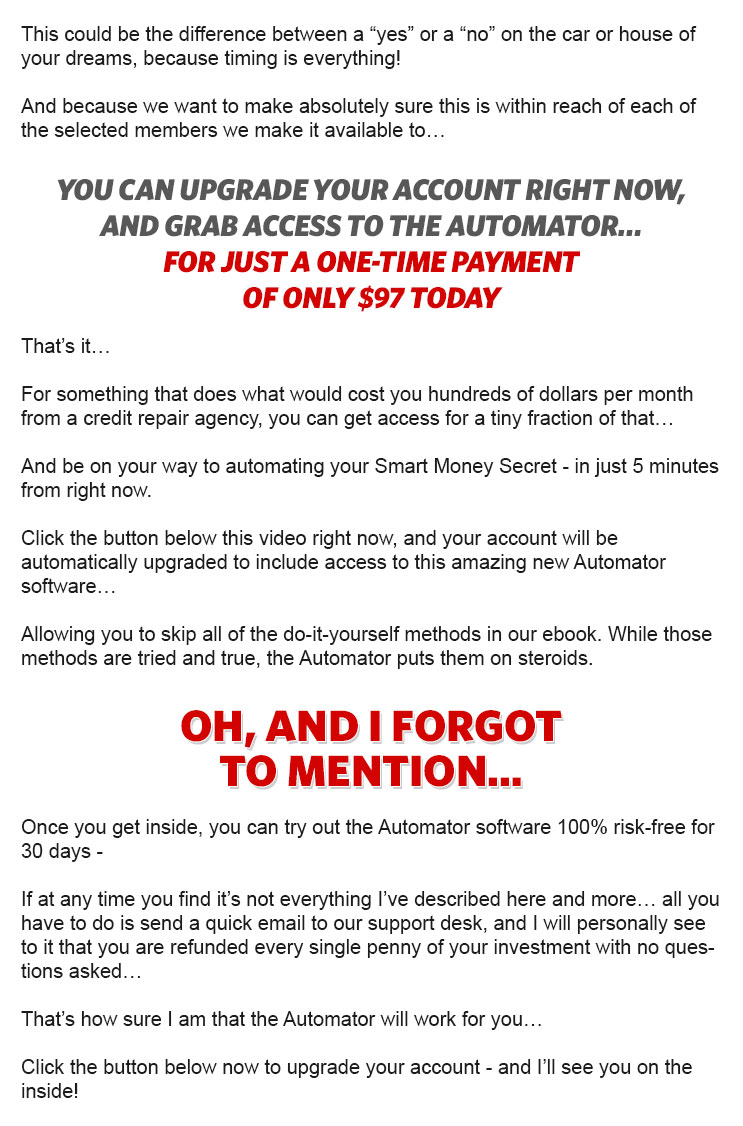 This could be the difference between a “yes” or a “no” on the car or house of
your dreams, because timing is everything!
And because we want to make absolutely sure this is within reach of each of
the selected members we make it available to…
YOU CAN UPGRADE YOUR ACCOUNT RIGHT NOW,
AND GRAB ACCESS TO THE AUTOMATOR...
FOR JUST A ONE-TIME PAYMENT
OF ONLY $97 TODAY
That’s it…
For something that does what would cost you hundreds of dollars per month
from a credit repair agency, you can get access for a tiny fraction of that…
And be on your way to automating your Smart Money Secret - in just 5 minutes
from right now.
Click the button below this video right now, and your account will be
automatically upgraded to include access to this amazing new Automator
software…
Allowing you to skip all of the do-it-yourself methods in our ebook. While those
methods are tried and true, the Automator puts them on steroids.
OH, AND I FORGOT
TO MENTION...
Once you get inside, you can try out the Automator software 100% risk-free for
30 days -
If at any time you find it’s not everything I’ve described here and more… all you
have to do is send a quick email to our support desk, and I will personally see
to it that you are refunded every single penny of your investment with no ques-
tions asked…
That’s how sure I am that the Automator will work for you…
Click the button below now to upgrade your account - and I’ll see you on the
inside!